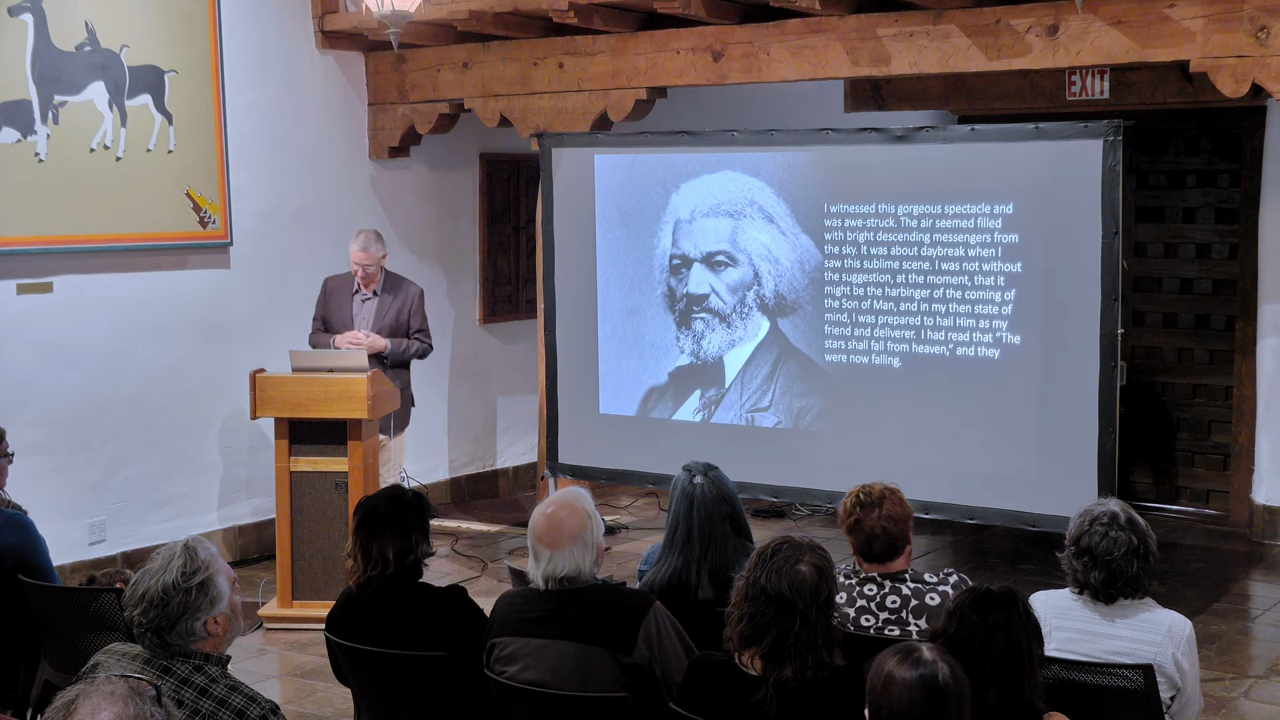 EXIT
I witnessed this gorgeous spectacle and
was awe-struck. The air seemed filled
with bright descending messengers from
the sky. It was about daybreak when I
saw this sublime scene. I was not without
the suggestion, at the moment, that it
might be the harbinger of the coming of
the Son of Man, and in my then state of
mind, I was prepared to hail Him as my
friend and deliverer. I had read that “The
stars shall fall from heaven,” and they
were now falling.